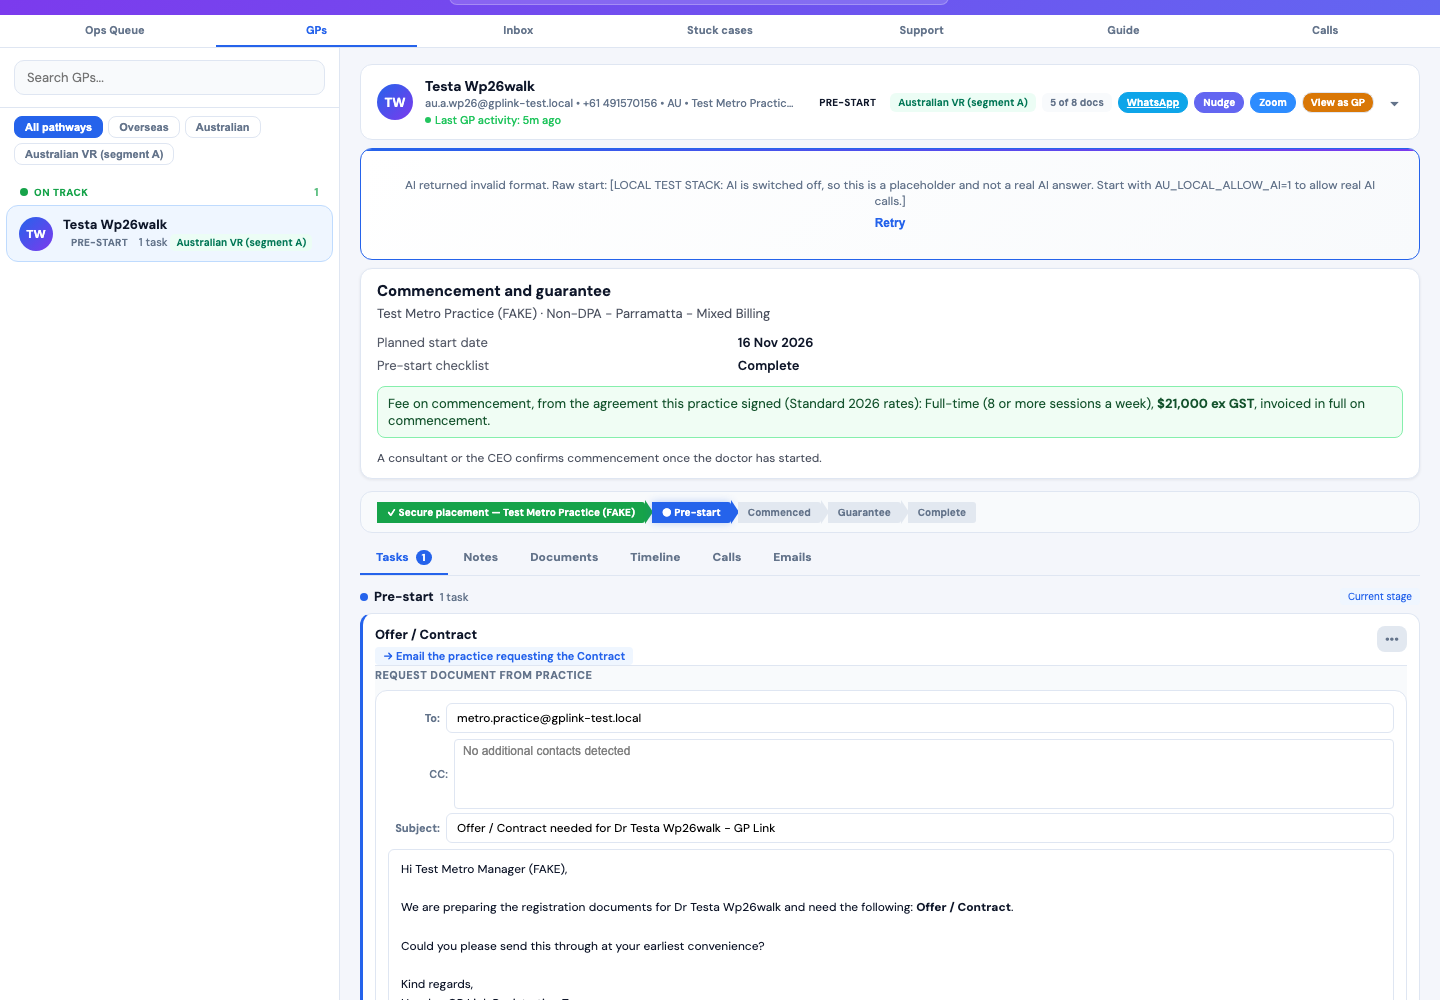 Ops Queue
GPs
Inbox
Stuck cases
Support
Guide
Calls
Search GPs...
All pathways
Overseas
Australian
Australian VR (segment A)
ON TRACK
1
TW
Testa Wp26walk
PRE-START
1 task
Australian VR (segment A)
TW
Testa Wp26walk
au.a.wp26@gplink-test.local • +61 491570156 • AU • Test Metro Practic...
Last GP activity: 5m ago
PRE-START
Australian VR (segment A)
5 of 8 docs
WhatsApp
Nudge
Zoom
View as GP
AI returned invalid format. Raw start: [LOCAL TEST STACK: AI is switched off, so this is a placeholder and not a real AI answer. Start with AU_LOCAL_ALLOW_AI=1 to allow real AI
calls.]
Retry
Commencement and guarantee
Test Metro Practice (FAKE) · Non-DPA - Parramatta - Mixed Billing
Planned start date
16 Nov 2026
Pre-start checklist
Complete
Fee on commencement, from the agreement this practice signed (Standard 2026 rates): Full-time (8 or more sessions a week), $21,000 ex GST, invoiced in full on
commencement.
A consultant or the CEO confirms commencement once the doctor has started.
✓ Secure placement — Test Metro Practice (FAKE)
Pre-start
Commenced
Guarantee
Complete
Tasks 1
Notes
Documents
Timeline
Calls
Emails
Pre-start 1 task
Current stage
Offer / Contract
•••
→ Email the practice requesting the Contract
REQUEST DOCUMENT FROM PRACTICE
To:
metro.practice@gplink-test.local
CC:
No additional contacts detected
Subject:
Offer / Contract needed for Dr Testa Wp26walk - GP Link
Hi Test Metro Manager (FAKE),
We are preparing the registration documents for Dr Testa Wp26walk and need the following: Offer / Contract.
Could you please send this through at your earliest convenience?
Kind regards,